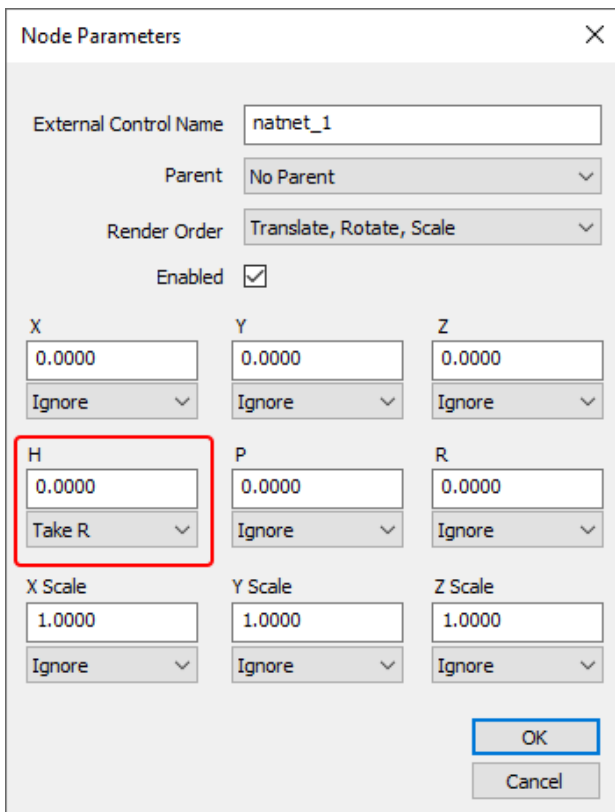 Node Parameters
External Control Name natnet_1
Parent No Parent
Render Order Translate, Rotate, Scale
Enabled
X Y Z
0.0000 0.0000 0.0000
Ignore Ignore Ignore
H P R
0.0000 0.0000 0.0000
Take R Ignore Ignore
X Scale Y Scale Z Scale
1.0000 1.0000 1.0000
Ignore Ignore Ignore
OK
Cancel